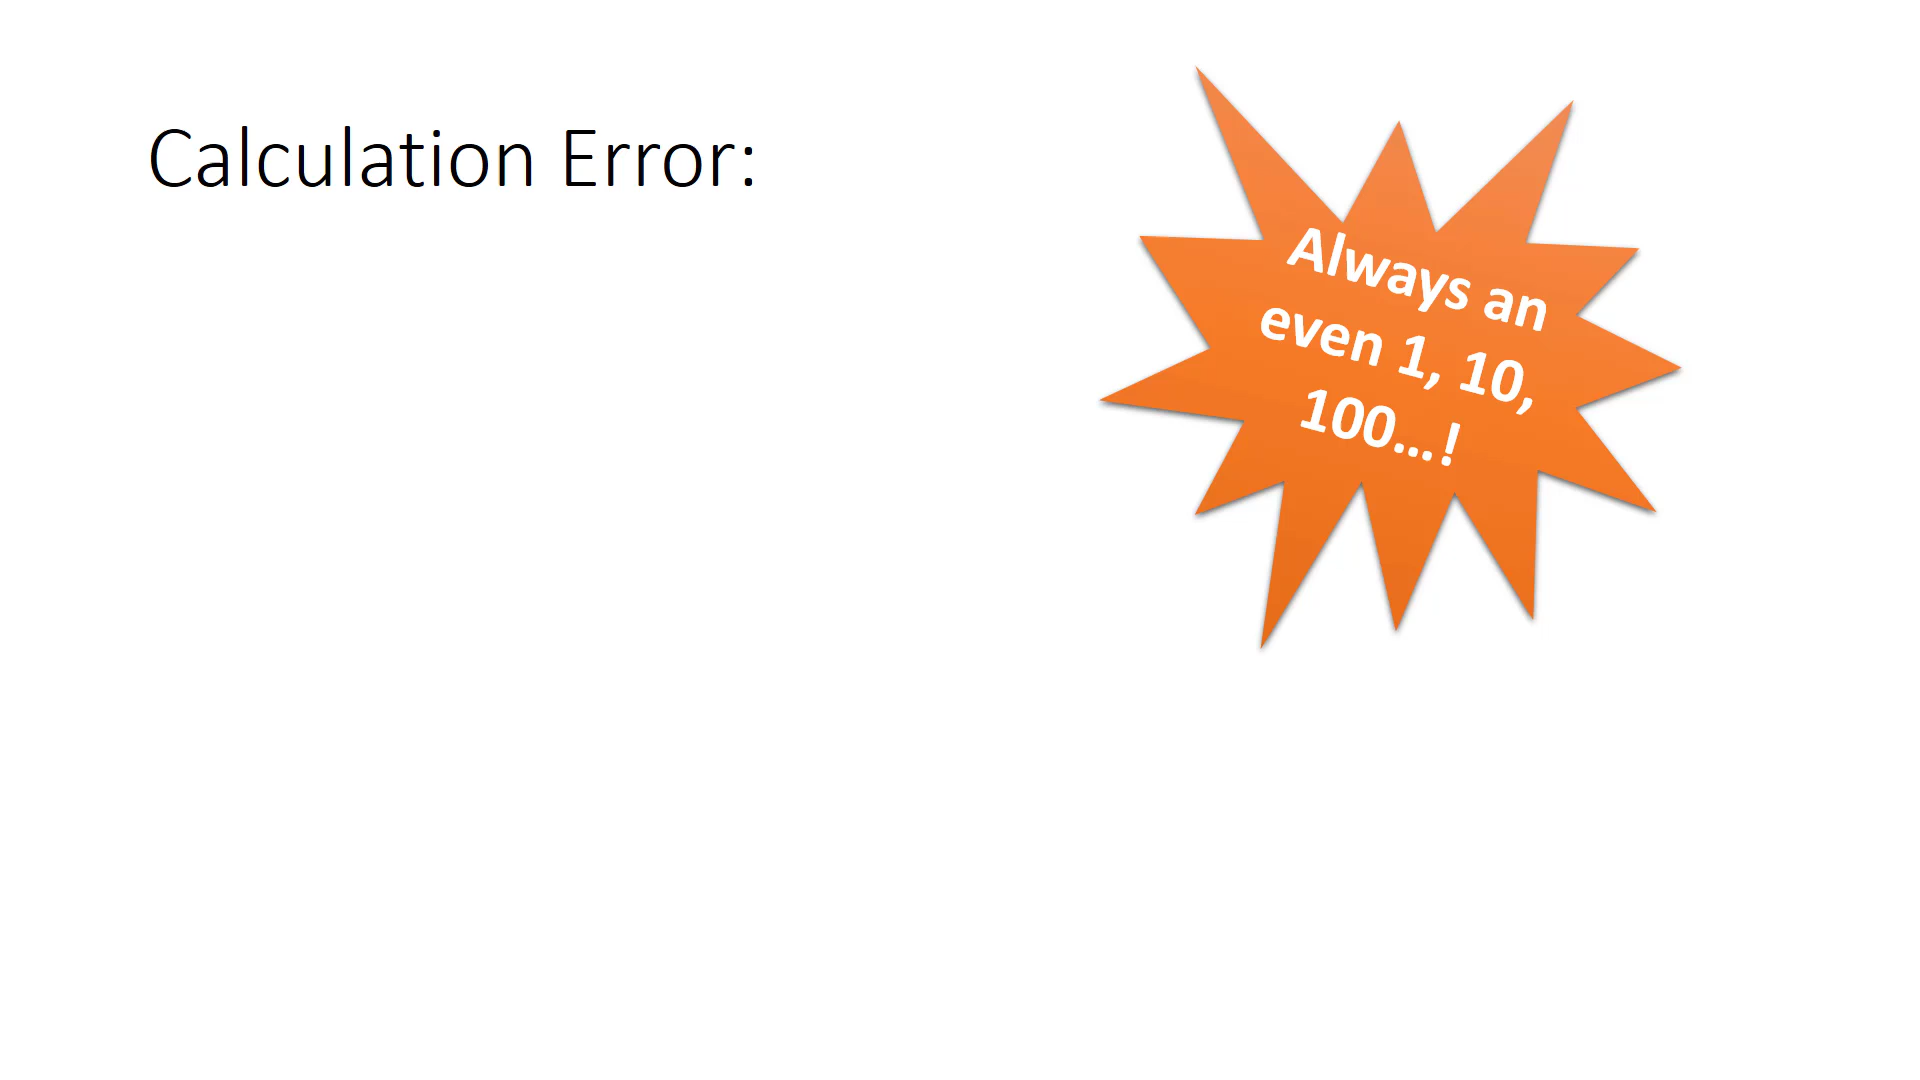 Calculation Error:
Always an
even 1, 10,
100...!